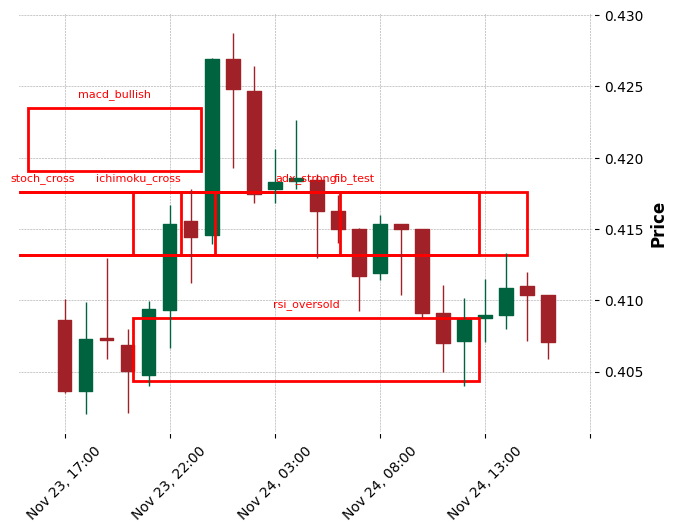 0.430
0.425
macd_bullish
0.420
stoch_cross ichimoku_cross adx_strong fib_test
0.415
Price
0.410
rsi_oversold
0.405
Nov 23, 17:00
Nov 23, 22:00
Nov 24, 03:00
Nov 24, 08:00
Nov 24, 13:00